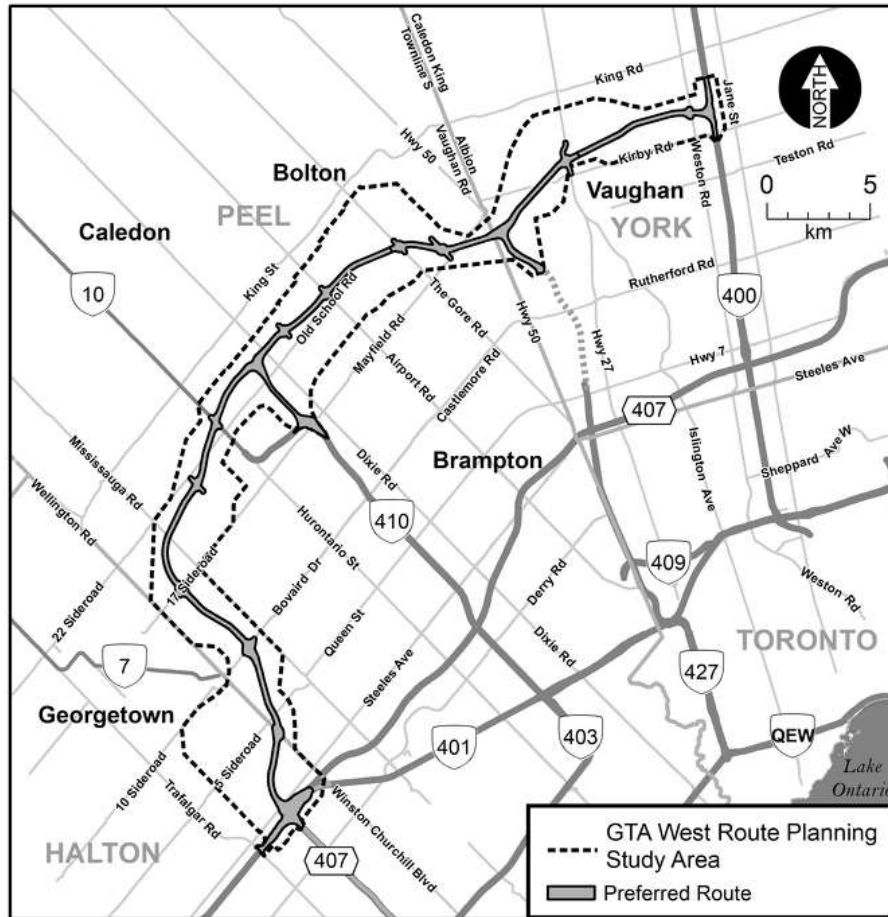 Caledon King
Townline S
King Rd
Jane St
NORTH
Hwy 50
Albion
Vaughan Rd
Kirby Rd
Weston Rd
Teston Rd
Bolton
PEEL
Vaughan
YORK
0 5
km
Caledon
10
King St
Old School Rd
The Gore Rd
Mayfield Rd
Airport Rd
Castlemore Rd
Hwy 50
Hwy 27
Rutherford Rd
400
Hwy 7
Steeles Ave
407
Mississauga Rd
Wellington Rd
Brampton
Dixie Rd
410
Islington Ave
Sheppard Ave W
Hurontario St
Bovaird Dr
17 Sideroad
22 Sideroad
Queen St
Derry Rd
409
Weston Rd
Dixie Rd
TORONTO
Steeles Ave
7
427
Georgetown
401
403
QEW
10 Sideroad
5 Sideroad
Trafalgar Rd
Winston Churchill Blvd
Lake
Ontario
HALTON
407
GTA West Route Planning
Study Area
Preferred Route